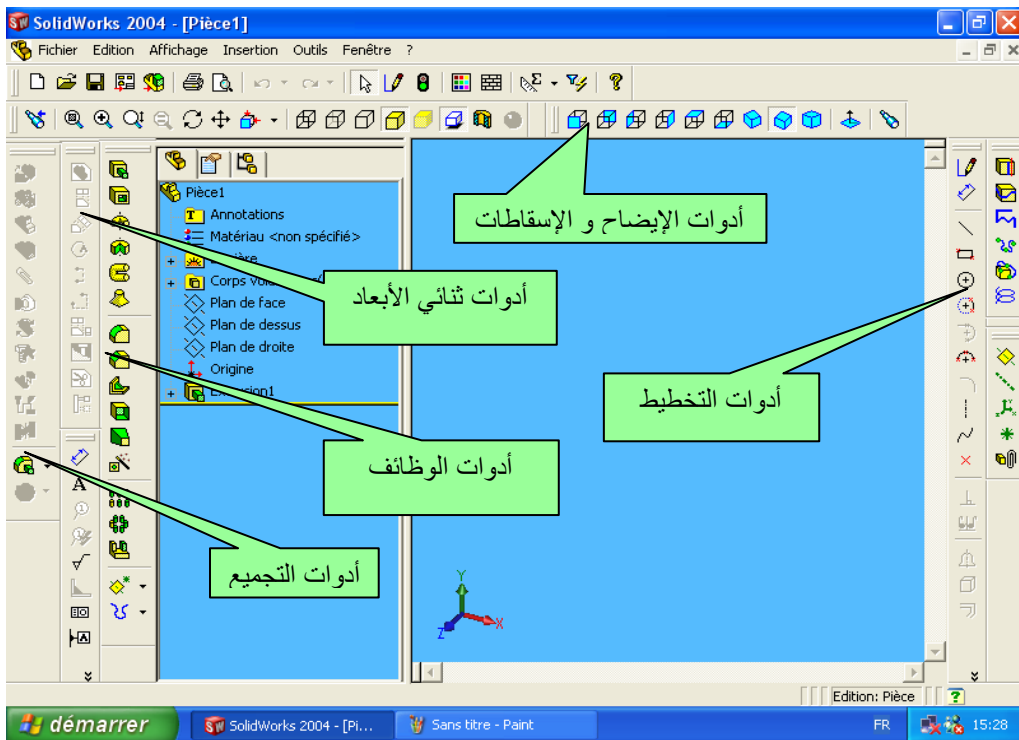 SolidWorks 2004 - [Pièce1]
Fichier Edition Affichage Insertion Outils Fenêtre ?
Pièce1
Annotations
Matériau <non spécifié>
Corps
Plan de face
Plan de dessus
Plan de droite
Origine
أدوات الإيضاح و الإسقاطات
أدوات ثنائي الأبعاد
أدوات التخطيط
أدوات الوظائف
أدوات التجميع
Y
X
Z
Edition: Pièce
démarrer
SolidWorks 2004 - [Pi...
Sans titre - Paint
FR
15:28